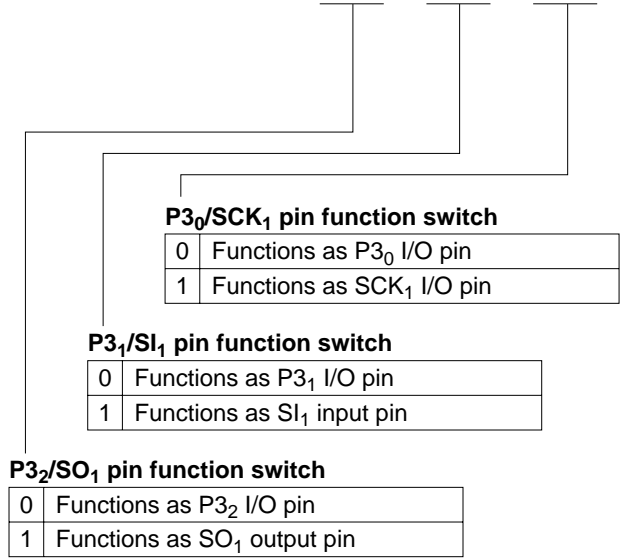 P3₀/SCK₁ pin function switch
0 Functions as P3₀ I/O pin
1 Functions as SCK₁ I/O pin
P3₁/SI₁ pin function switch
0 Functions as P3₁ I/O pin
1 Functions as SI₁ input pin
P3₂/SO₁ pin function switch
0 Functions as P3₂ I/O pin
1 Functions as SO₁ output pin